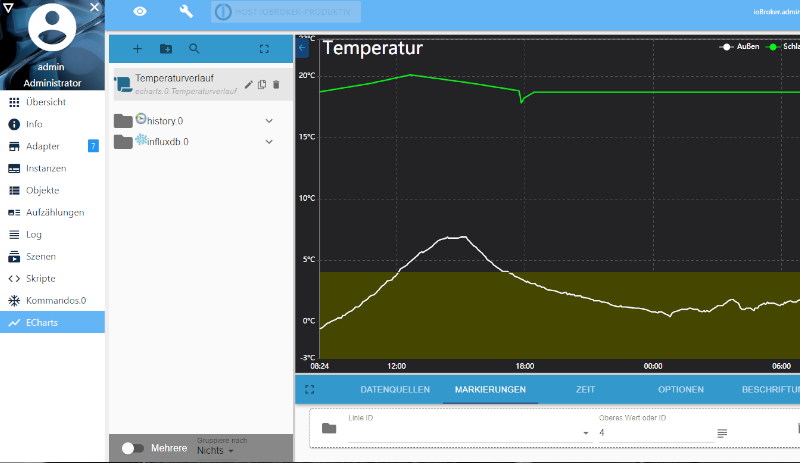 HOST IOBROKER-PRODUKTIV
ioBroker.admin
admin
Administrator
Übersicht
Info
Adapter 7
Instanzen
Objekte
Aufzählungen
Log
Szenen
Skripte
Kommandos.0
ECharts
Temperaturverlauf
echarts.0.Temperaturverlauf
history.0
influxdb.0
Mehrere
Gruppiere nach
Nichts
Temperatur
Außen
Schla
23°C
20°C
15°C
10°C
5°C
0°C
-3°C
08:24 12:00 18:00 00:00 06:00
DATENQUELLEN MARKIERUNGEN ZEIT OPTIONEN BESCHRIFTUN
Linie ID
Oberes Wert oder ID
4